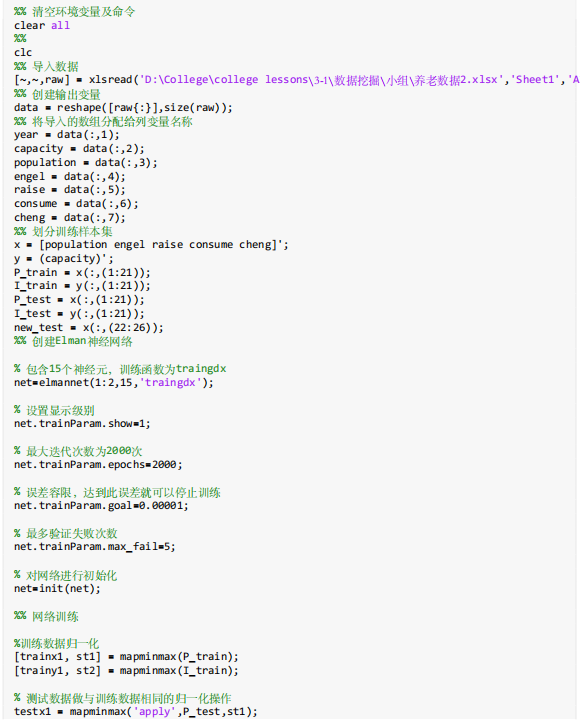 %% 清空环境变量及命令
clear all
%%
clc
%% 导入数据
[~,~,raw] = xlsread('D:\College\college lessons\3-1\数据挖掘\小组\养老数据2.xlsx','Sheet1','A
%% 创建输出变量
data = reshape([raw{:}],size(raw));
%% 将导入的数组分配给列变量名称
year = data(:,1);
capacity = data(:,2);
population = data(:,3);
engel = data(:,4);
raise = data(:,5);
consume = data(:,6);
cheng = data(:,7);
%% 划分训练样本集
x = [population engel raise consume cheng]';
y = (capacity)';
P_train = x(:,(1:21));
I_train = y(:,(1:21));
P_test = x(:,(1:21));
I_test = y(:,(1:21));
new_test = x(:,(22:26));
%% 创建Elman神经网络
% 包含15个神经元，训练函数为traingdx
net=elmannet(1:2,15,'traingdx');
% 设置显示级别
net.trainParam.show=1;
% 最大迭代次数为2000次
net.trainParam.epochs=2000;
% 误差容限，达到此误差就可以停止训练
net.trainParam.goal=0.00001;
% 最多验证失败次数
net.trainParam.max_fail=5;
% 对网络进行初始化
net=init(net);
%% 网络训练
%训练数据归一化
[trainx1, st1] = mapminmax(P_train);
[trainy1, st2] = mapminmax(I_train);
% 测试数据做与训练数据相同的归一化操作
testx1 = mapminmax('apply',P_test,st1);